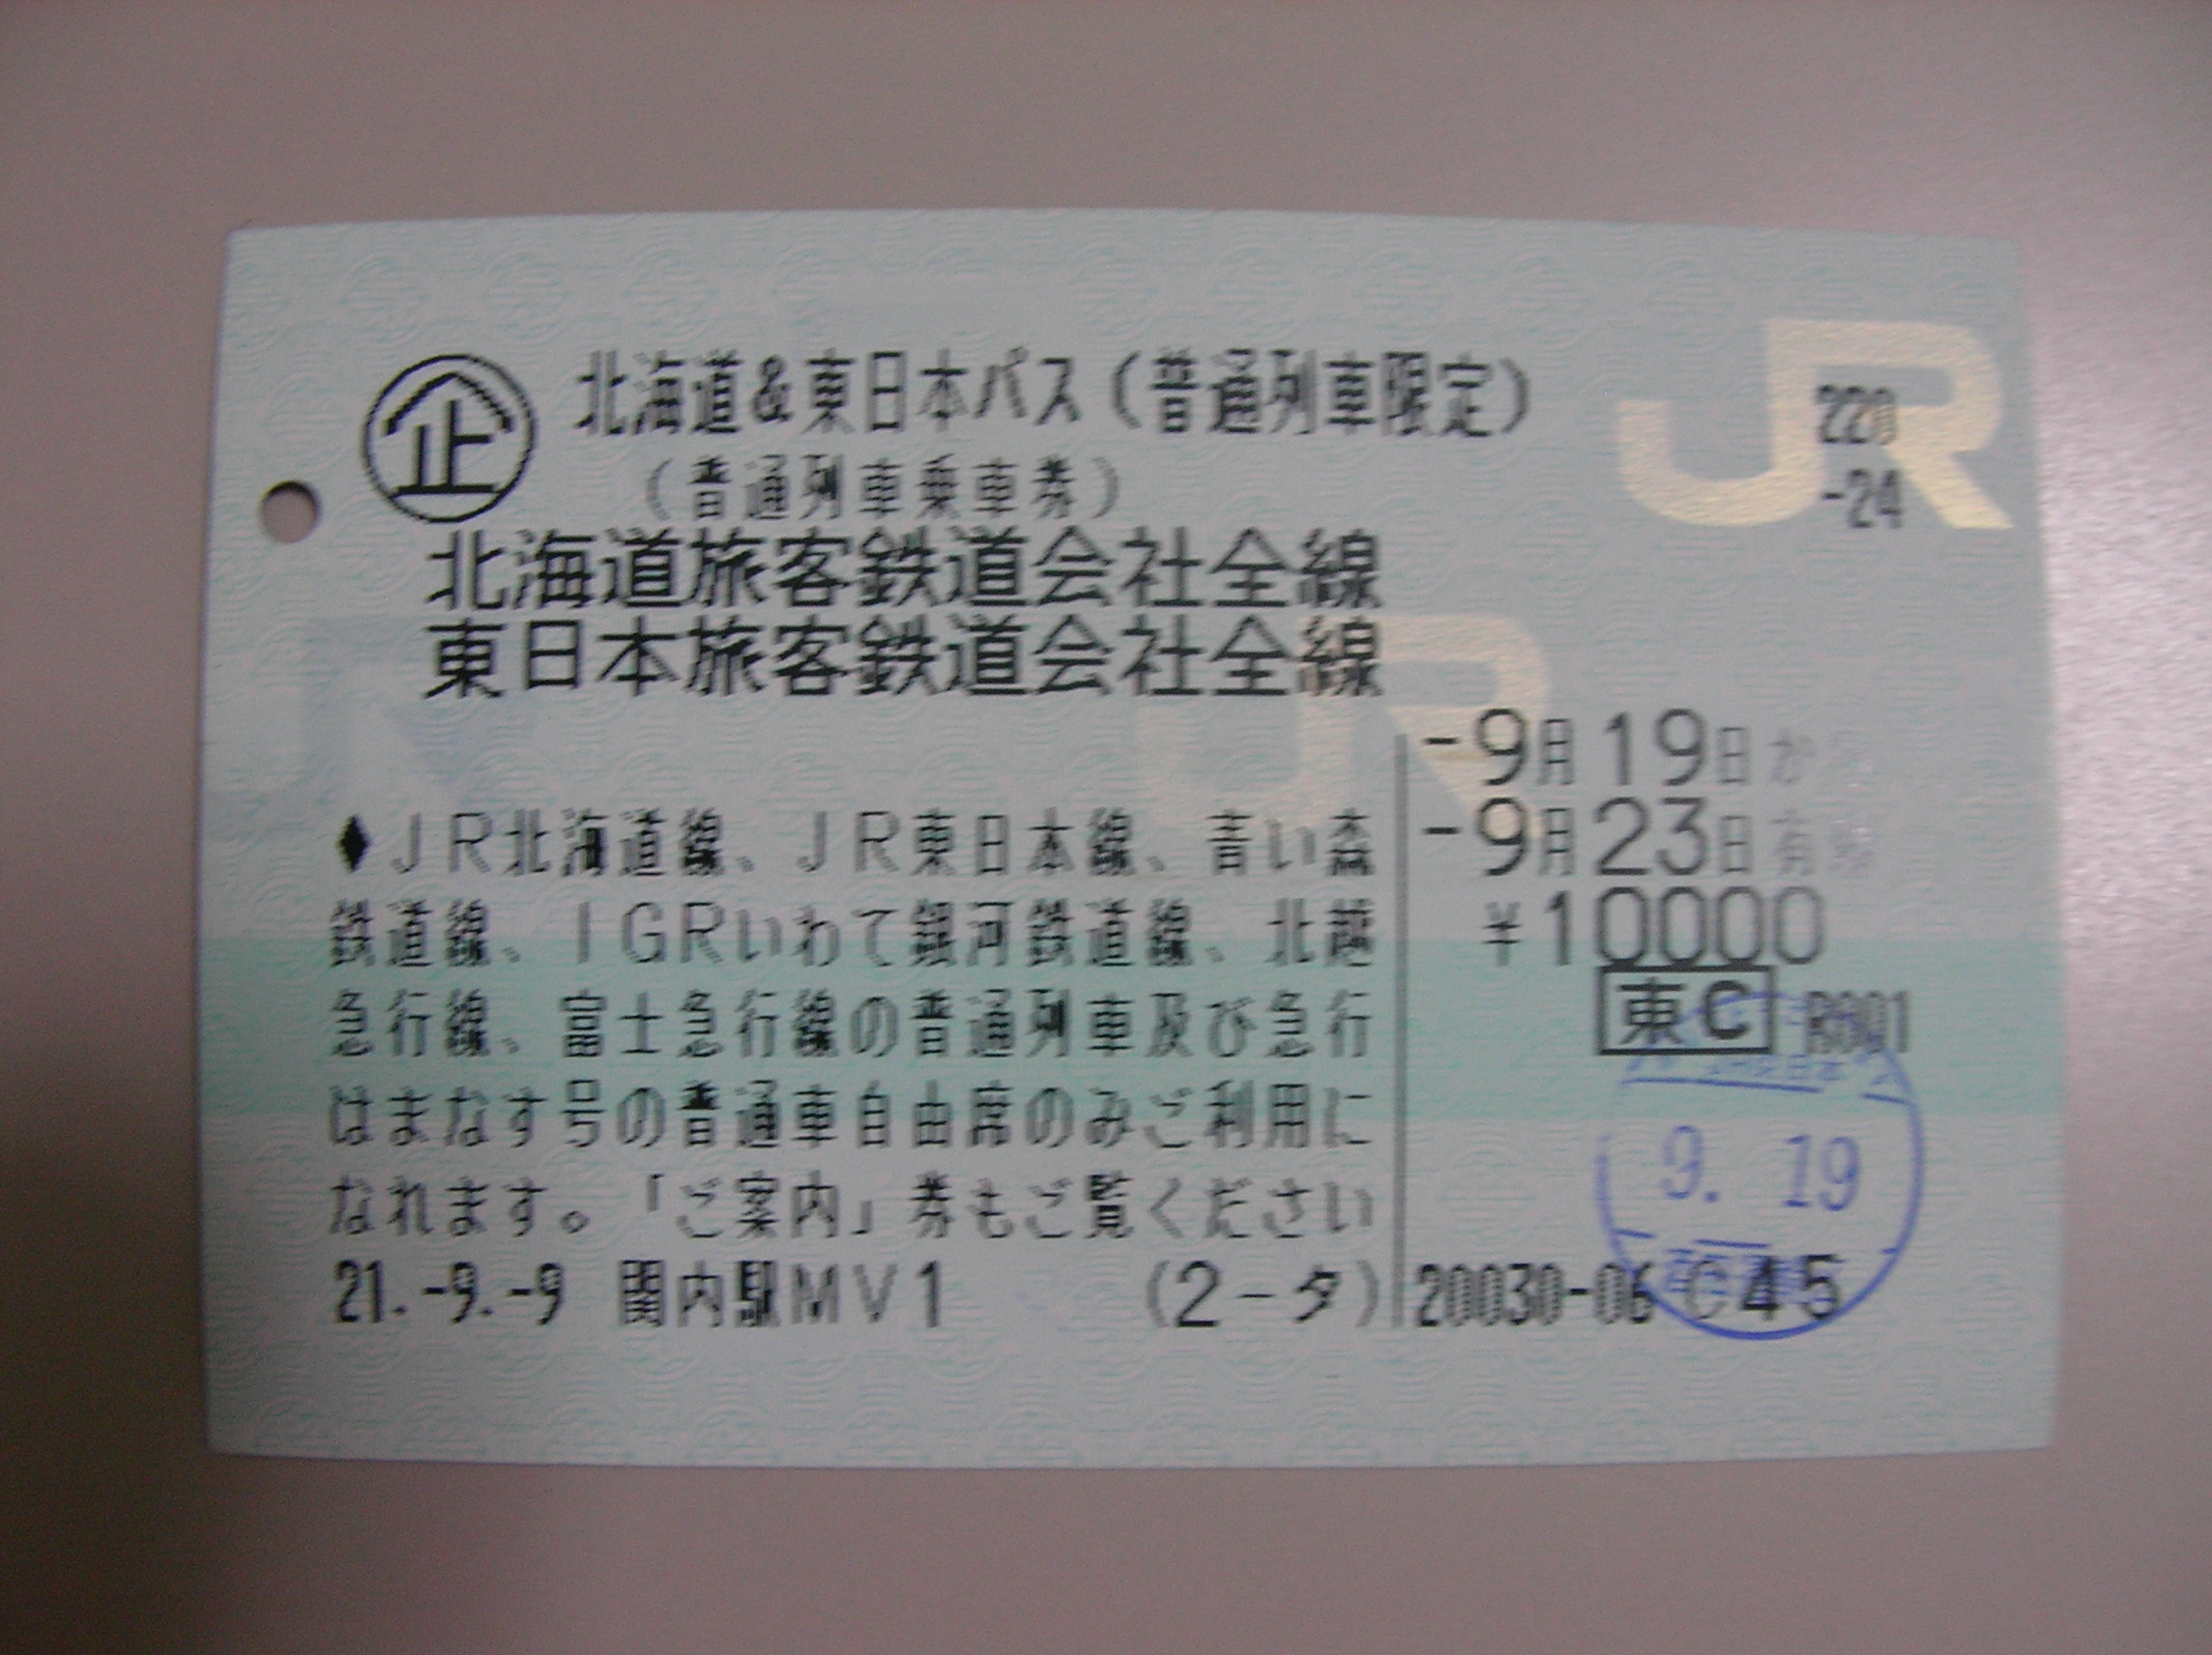 企 北海道&東日本パス(普通列車限定)
JR
220
-24
(普通列車乗車券)
北海道旅客鉄道会社全線
東日本旅客鉄道会社全線
JR
-9月19日から
-9月23日有効
¥10000
東C R901
♦JR北海道線、JR東日本線、青い森
鉄道線、IGRいわて銀河鉄道線、北越
急行線、富士急行線の普通列車及び急行
はまなす号の普通車自由席のみご利用に
なれます。「ご案内」券もご覧ください
9. 19
21.-9.-9 関内駅MV1 (2-タ) 20030-06 C45